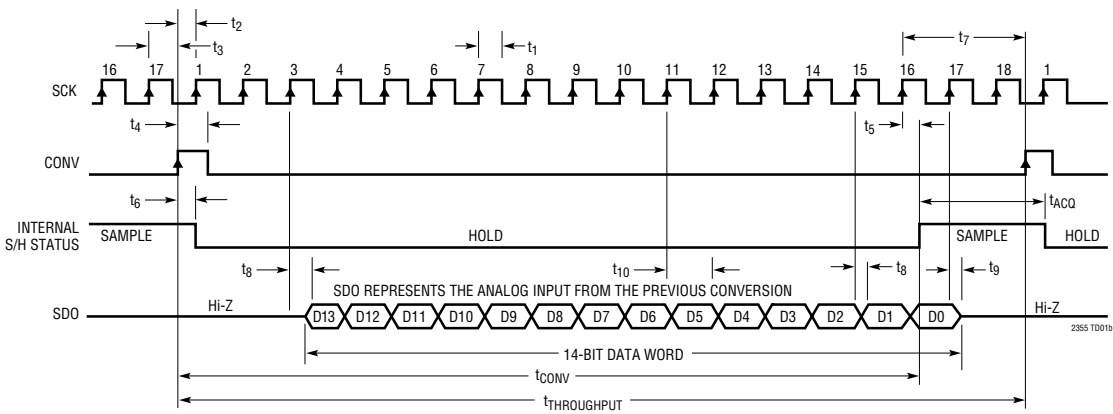 t2
t3
t1
t7
16 17 1 2 3 4 5 6 7 8 9 10 11 12 13 14 15 16 17 18 1
SCK
t4
t5
CONV
t6
tACQ
INTERNAL
S/H STATUS
SAMPLE
HOLD
SAMPLE
HOLD
t8
t10
t8
t9
SDO REPRESENTS THE ANALOG INPUT FROM THE PREVIOUS CONVERSION
SDO
Hi-Z
D13 D12 D11 D10 D9 D8 D7 D6 D5 D4 D3 D2 D1 D0
Hi-Z
2355 TD01b
14-BIT DATA WORD
tCONV
tTHROUGHPUT